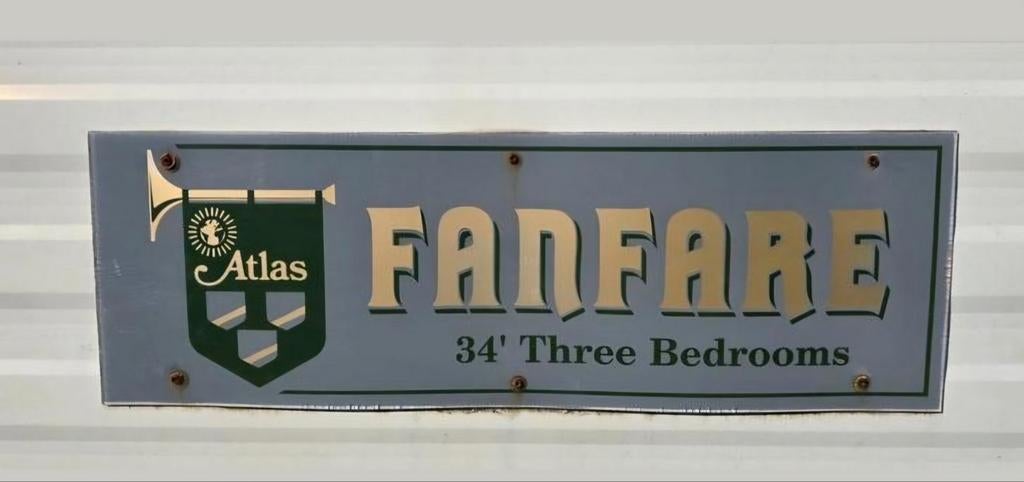 Atlas
FANFARE
34' Three Bedrooms